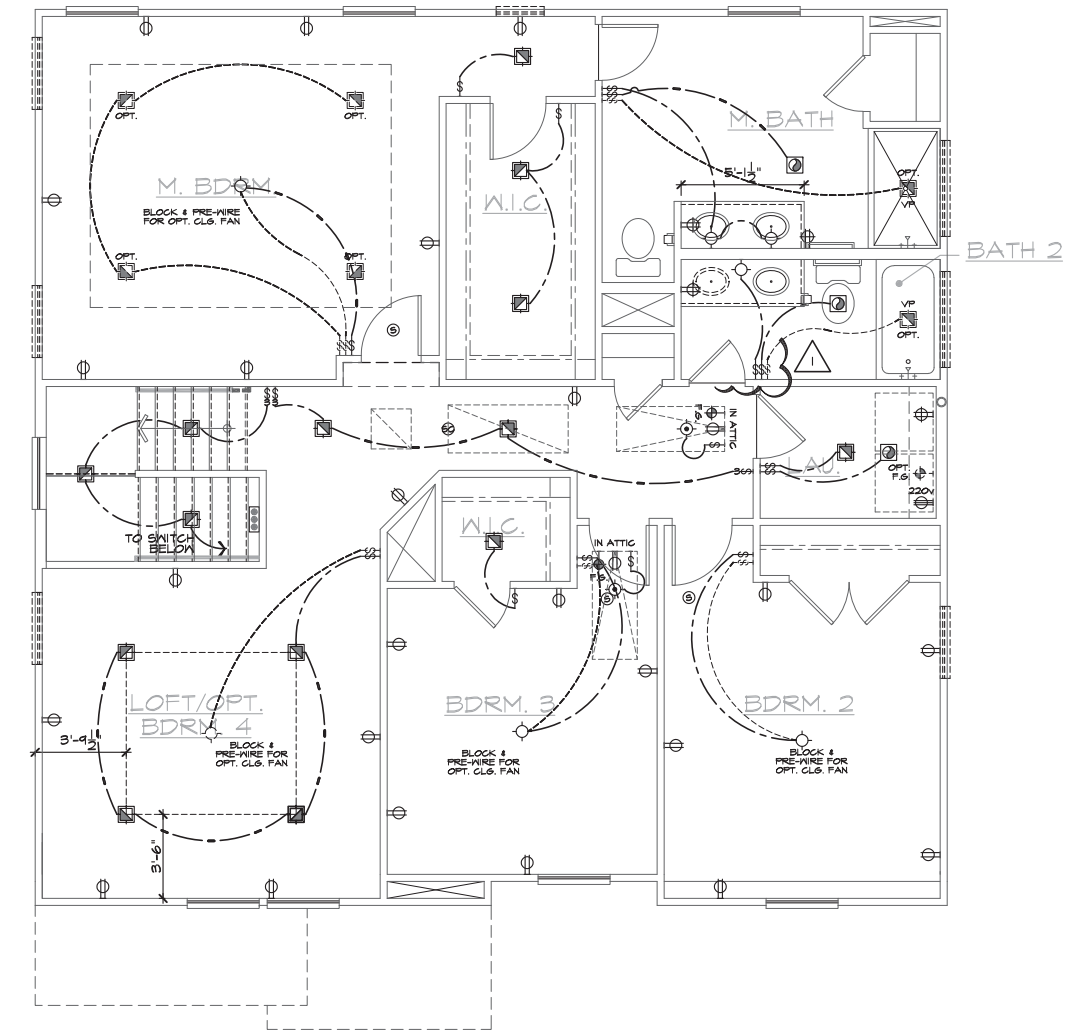 OPT.
OPT.
M. BATH
5'-1½"
OPT.
VP
M. BDRM
BLOCK & PRE-WIRE
FOR OPT. CLG. FAN
W.I.C.
OPT.
OPT.
S
BATH 2
VP
OPT.
1
F.G.
IN ATTIC
LAU.
OPT.
F.G.
220V
TO SWITCH
BELOW
W.I.C.
IN ATTIC
F.G.
S
S
LOFT/OPT.
BDRM. 4
BDRM. 3
BDRM. 2
3'-9½"
BLOCK &
PRE-WIRE FOR
OPT. CLG. FAN
BLOCK &
PRE-WIRE FOR
OPT. CLG. FAN
BLOCK &
PRE-WIRE FOR
OPT. CLG. FAN
3'-6"